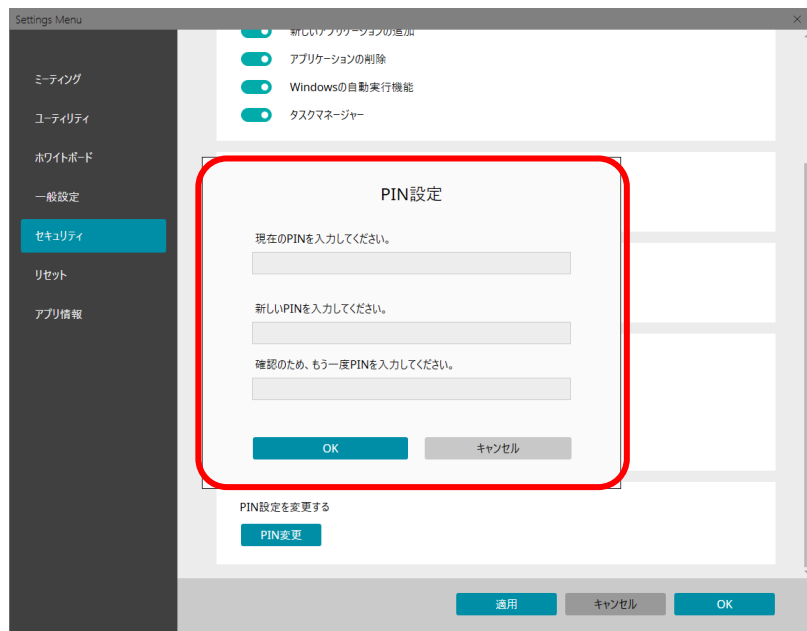 Settings Menu
ミーティング
ユーティリティ
ホワイトボード
一般設定
セキュリティ
リセット
アプリ情報
新しいアプリケーションの追加
アプリケーションの削除
Windowsの自動実行機能
タスクマネージャー
PIN設定
現在のPINを入力してください。
新しいPINを入力してください。
確認のため、もう一度PINを入力してください。
OK キャンセル
PIN設定を変更する
PIN変更
適用 キャンセル OK